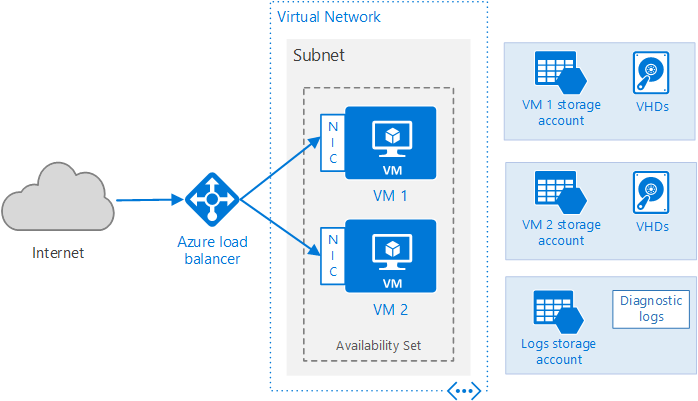 Virtual Network
Subnet
N
I
C
VM
VM 1
N
I
C
VM
VM 2
Availability Set
Internet
Azure load
balancer
VM 1 storage
account
VHDs
VM 2 storage
account
VHDs
Logs storage
account
Diagnostic
logs